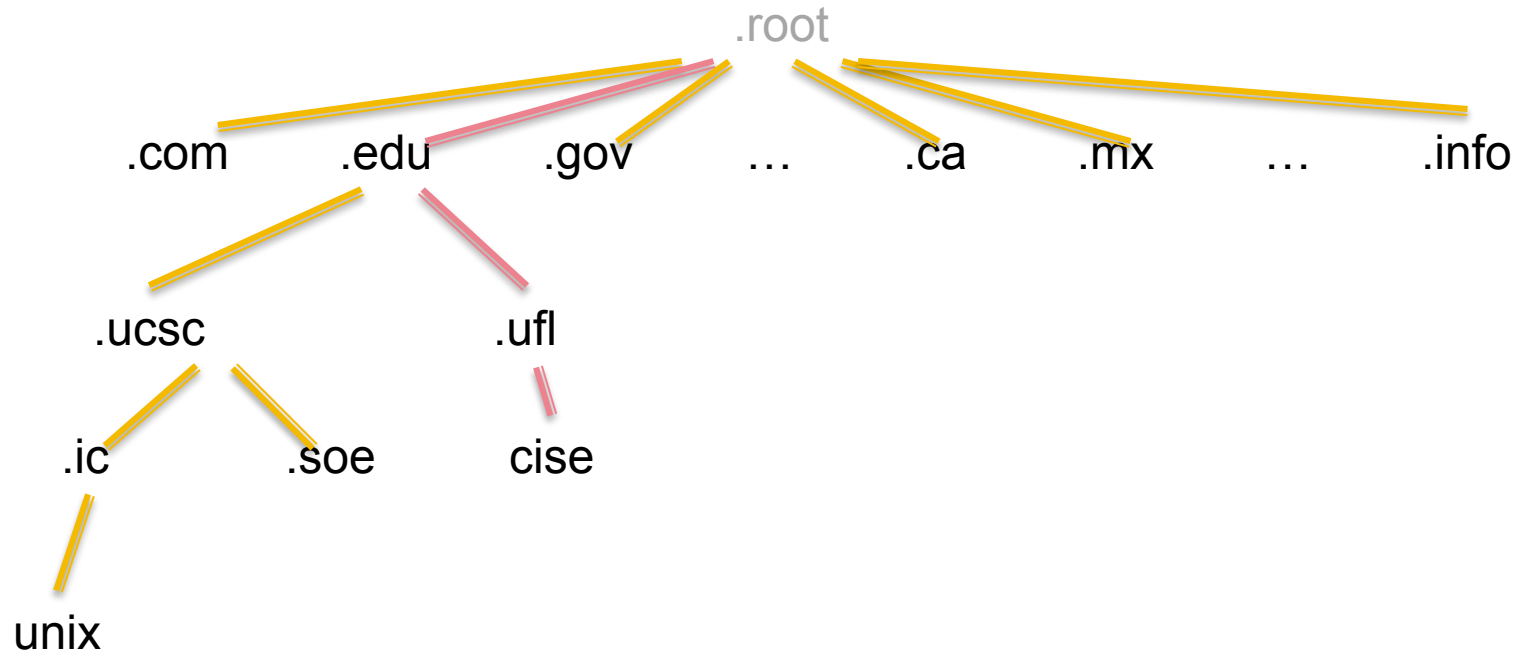 .root
.com .edu .gov … .ca .mx … .info
.ucsc .ufl
.ic .soe cise
unix